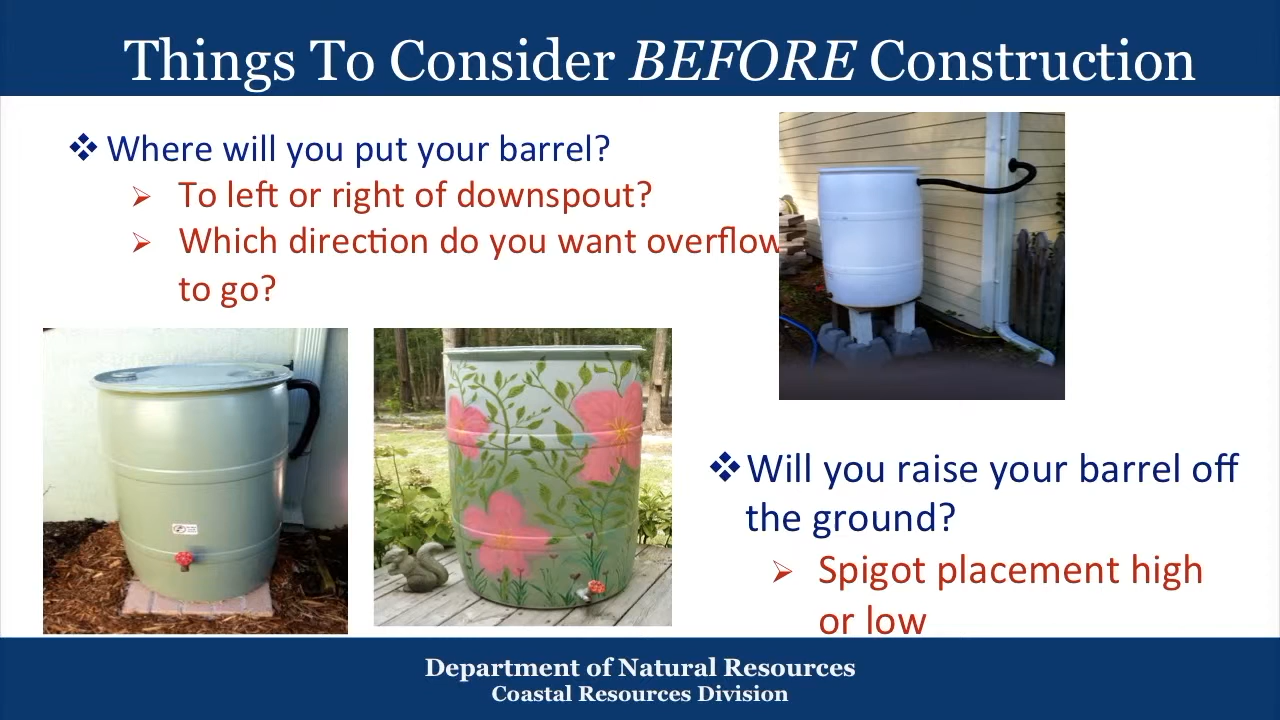 Things To Consider BEFORE Construction
❖ Where will you put your barrel?
➢ To left or right of downspout?
➢ Which direction do you want overflow
to go?
❖ Will you raise your barrel off
the ground?
➢ Spigot placement high
or low
Department of Natural Resources
Coastal Resources Division